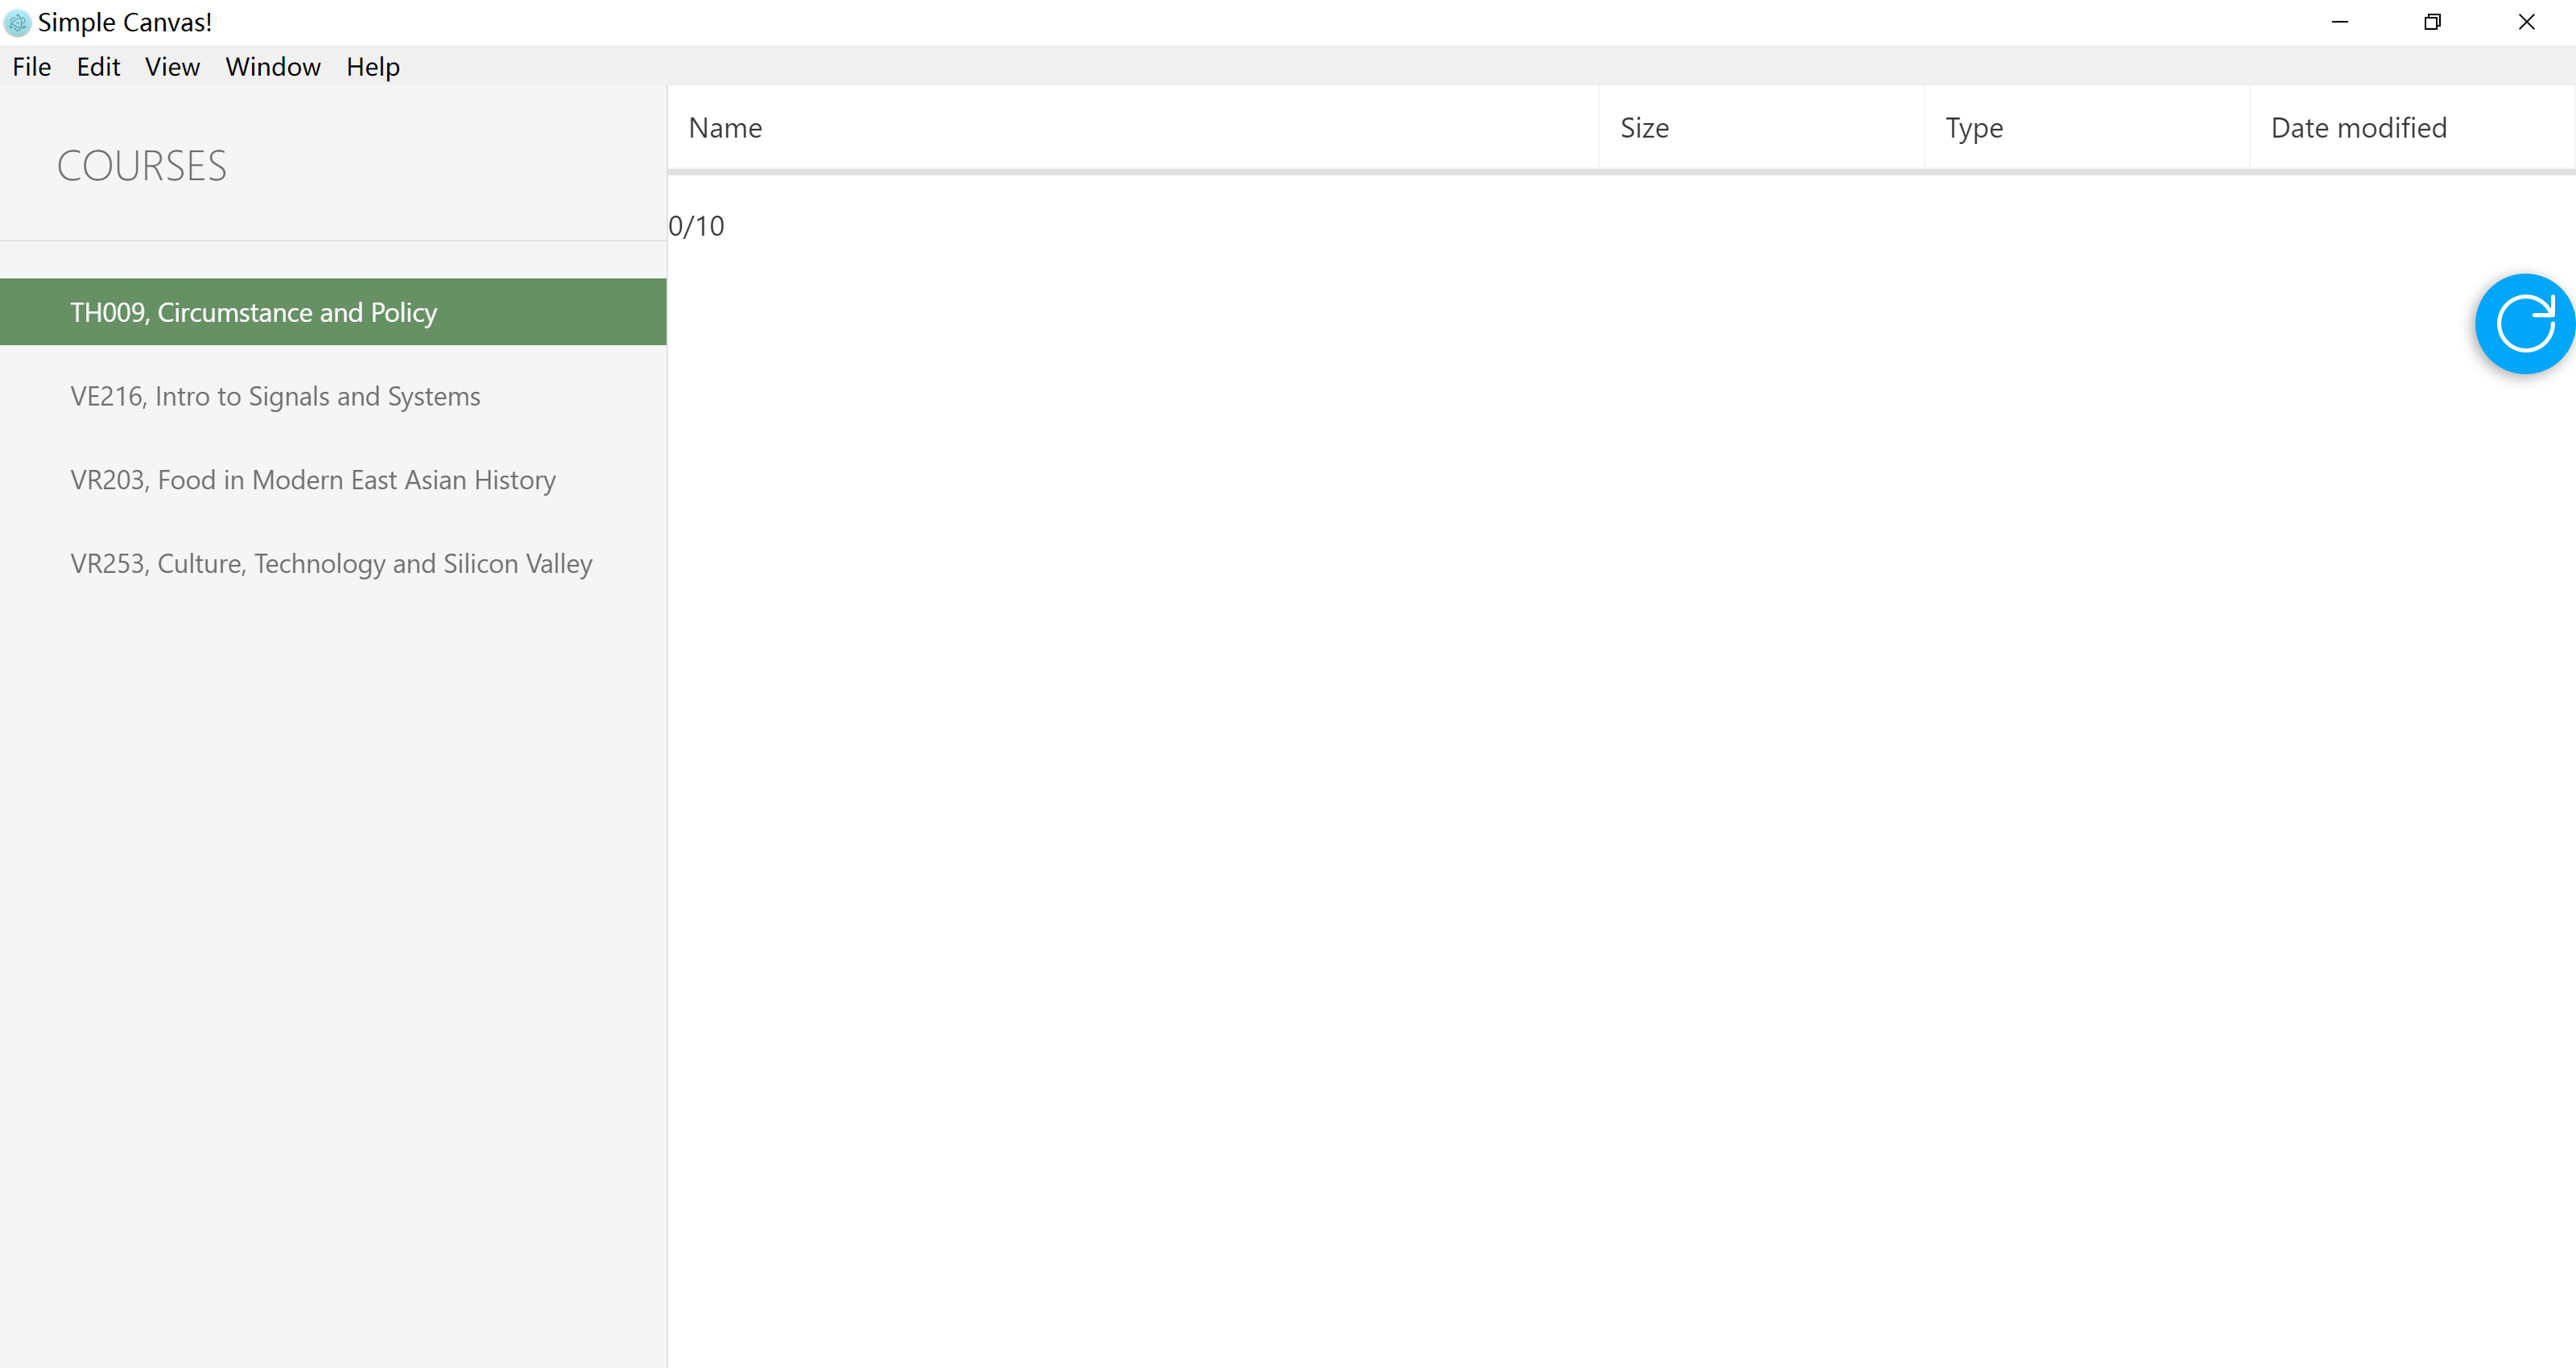 Simple Canvas!
File Edit View Window Help
COURSES
TH009, Circumstance and Policy
VE216, Intro to Signals and Systems
VR203, Food in Modern East Asian History
VR253, Culture, Technology and Silicon Valley
Name Size Type Date modified
0/10